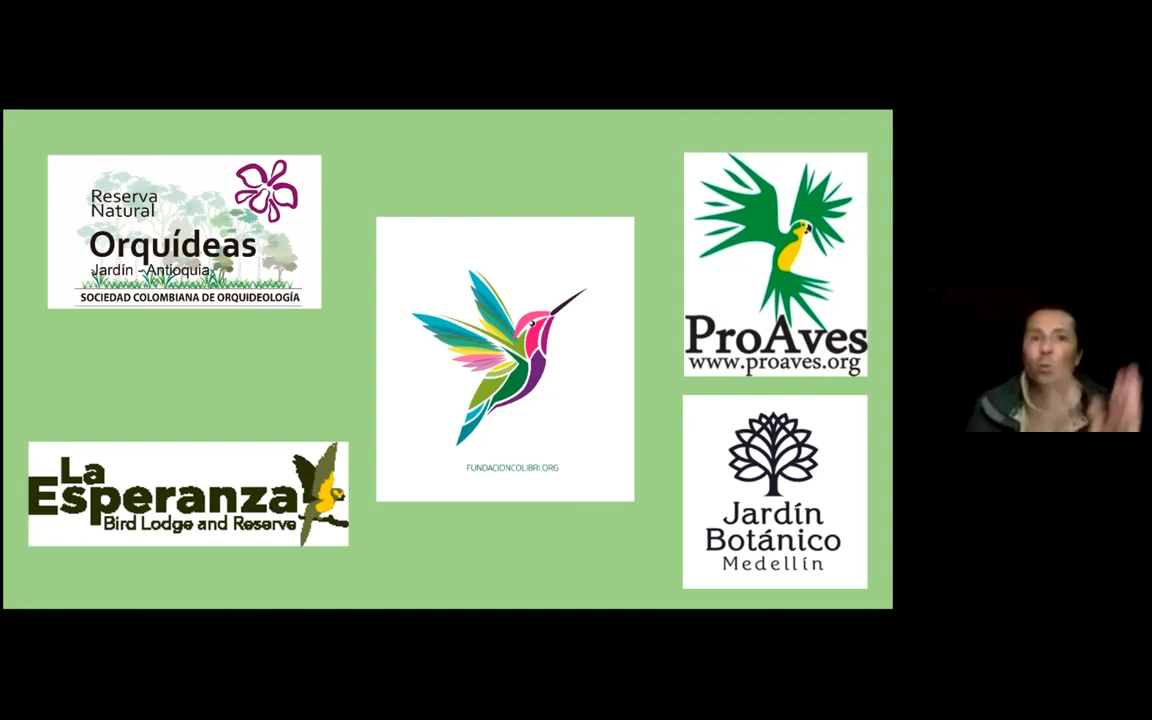 Reserva
Natural
Orquídeas
Jardín - Antioquia
SOCIEDAD COLOMBIANA DE ORQUIDEOLOGÍA
La
Esperanza
Bird Lodge and Reserve
FUNDACIONCOLIBRI.ORG
ProAves
www.proaves.org
Jardín
Botánico
Medellín